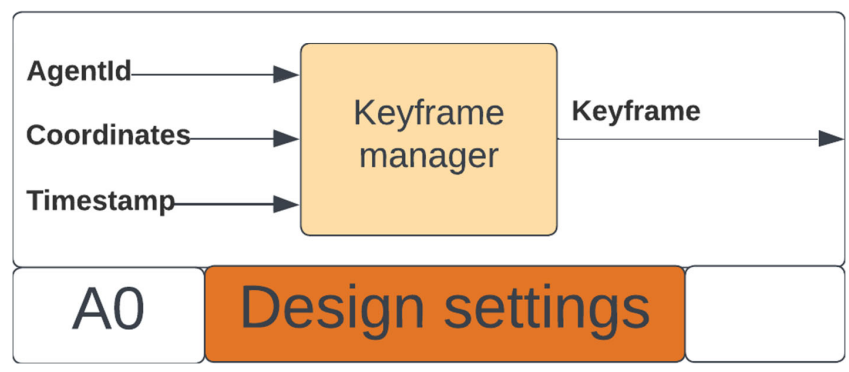 AgentId
Coordinates
Timestamp
Keyframe
manager
Keyframe
A0
Design settings